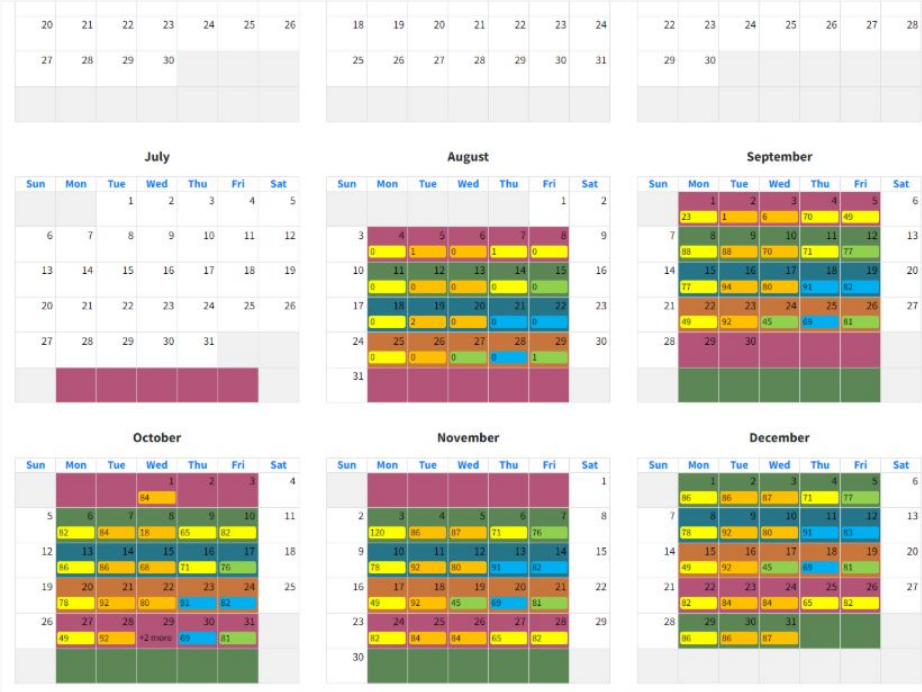 20 21 22 23 24 25 26 18 19 20 21 22 23 24 22 23 24 25 26 27 28
27 28 29 30 25 26 27 28 29 30 31 29 30
July August September
Sun Mon Tue Wed Thu Fri Sat Sun Mon Tue Wed Thu Fri Sat Sun Mon Tue Wed Thu Fri Sat
1 2 3 4 5 1 2 1 2 3 4 5 6
23 1 6 70 49
6 7 8 9 10 11 12 3 4 5 6 7 8 9 7 8 9 10 11 12 13
0 1 0 1 0 88 88 70 71 77
13 14 15 16 17 18 19 10 11 12 13 14 15 16 14 15 16 17 18 19 20
0 0 0 0 0 77 94 80 91 82
20 21 22 23 24 25 26 17 18 19 20 21 22 23 21 22 23 24 25 26 27
0 2 0 0 0 49 92 45 69 81
27 28 29 30 31 24 25 26 27 28 29 30 28 29 30
0 0 0 0 1
31
October November December
Sun Mon Tue Wed Thu Fri Sat Sun Mon Tue Wed Thu Fri Sat Sun Mon Tue Wed Thu Fri Sat
1 2 3 4 1 1 2 3 4 5 6
84 86 86 87 71 77
5 6 7 8 9 10 11 2 3 4 5 6 7 8 7 8 9 10 11 12 13
82 84 18 65 82 120 86 87 71 76 78 92 80 91 83
12 13 14 15 16 17 18 9 10 11 12 13 14 15 14 15 16 17 18 19 20
86 86 68 71 76 78 92 80 91 82 49 92 45 69 81
19 20 21 22 23 24 25 16 17 18 19 20 21 22 21 22 23 24 25 26 27
78 92 80 91 82 49 92 45 69 81 82 84 84 65 82
26 27 28 29 30 31 23 24 25 26 27 28 29 28 29 30 31
49 92 +2 more 69 81 82 84 84 65 82 86 86 87
30